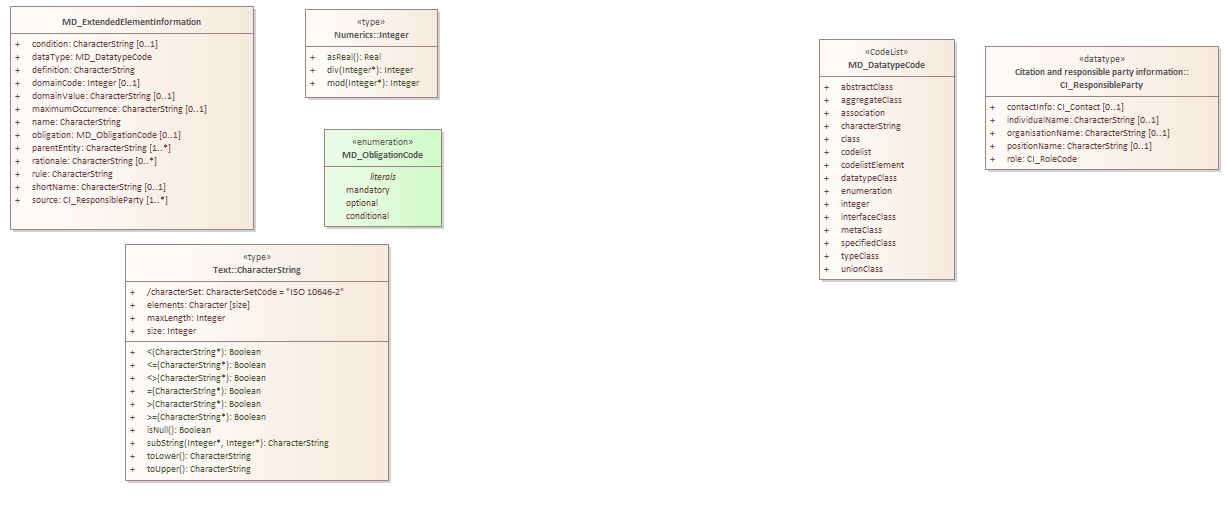 MD_ExtendedElementInformation
+ condition: CharacterString [0..1]
+ dataType: MD_DatatypeCode
+ definition: CharacterString
+ domainCode: Integer [0..1]
+ domainValue: CharacterString [0..1]
+ maximumOccurrence: CharacterString [0..1]
+ name: CharacterString
+ obligation: MD_ObligationCode [0..1]
+ parentEntity: CharacterString [1..*]
+ rationale: CharacterString [0..*]
+ rule: CharacterString
+ shortName: CharacterString [0..1]
+ source: CI_ResponsibleParty [1..*]
«type»
Numerics::Integer
+ asReal(): Real
+ div(Integer*): Integer
+ mod(Integer*): Integer
«enumeration»
MD_ObligationCode
literals
mandatory
optional
conditional
«type»
Text::CharacterString
+ /characterSet: CharacterSetCode = "ISO 10646-2"
+ elements: Character [size]
+ maxLength: Integer
+ size: Integer
+ <(CharacterString*): Boolean
+ <=(CharacterString*): Boolean
+ <>(CharacterString*): Boolean
+ =(CharacterString*): Boolean
+ >(CharacterString*): Boolean
+ >=(CharacterString*): Boolean
+ isNull(): Boolean
+ subString(Integer*, Integer*): CharacterString
+ toLower(): CharacterString
+ toUpper(): CharacterString
«CodeList»
MD_DatatypeCode
+ abstractClass
+ aggregateClass
+ association
+ characterString
+ class
+ codelist
+ codelistElement
+ datatypeClass
+ enumeration
+ integer
+ interfaceClass
+ metaClass
+ specifiedClass
+ typeClass
+ unionClass
«datatype»
Citation and responsible party information::
CI_ResponsibleParty
+ contactInfo: CI_Contact [0..1]
+ individualName: CharacterString [0..1]
+ organisationName: CharacterString [0..1]
+ positionName: CharacterString [0..1]
+ role: CI_RoleCode